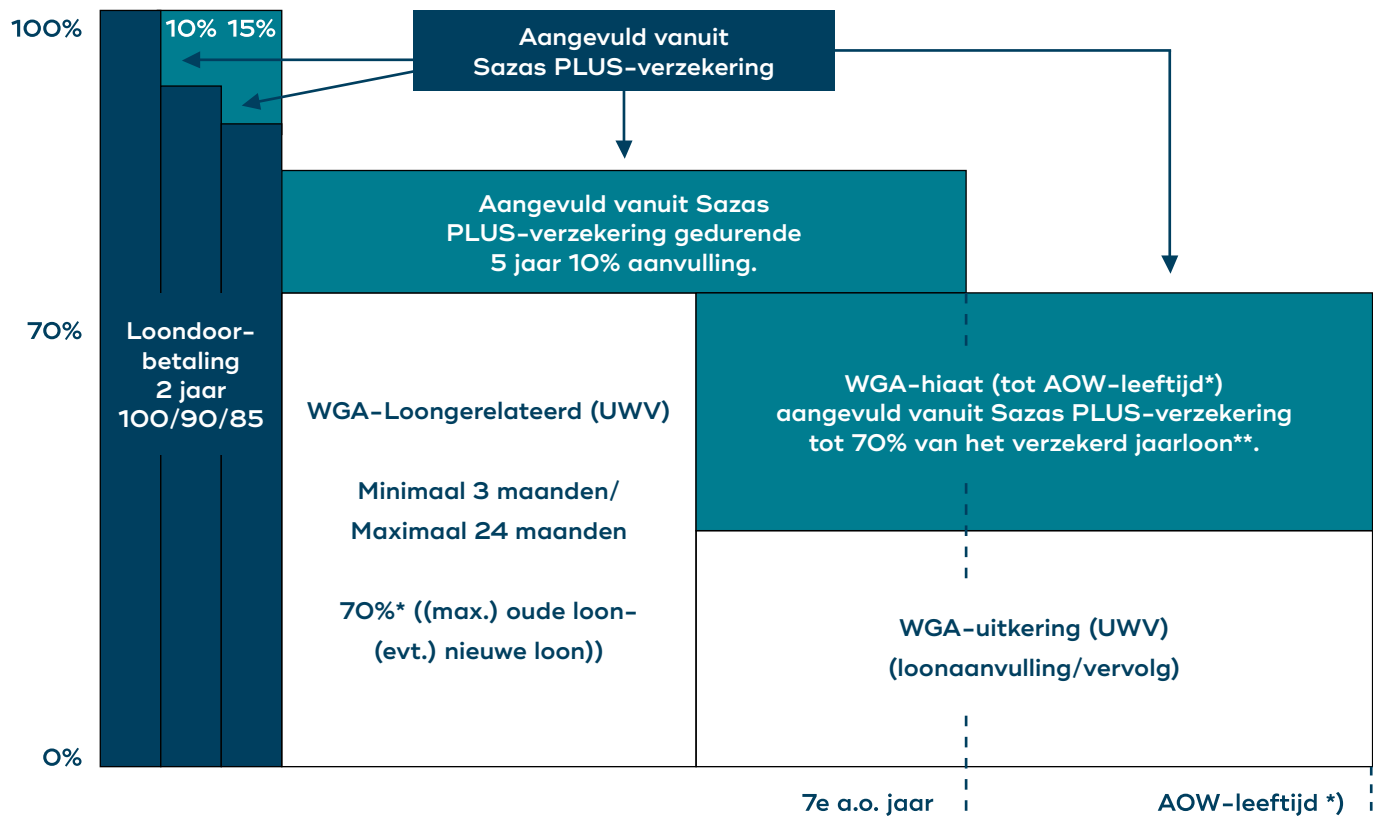 100%
10% 15%
Aangevuld vanuit
Sazas PLUS-verzekering
Aangevuld vanuit Sazas
PLUS-verzekering gedurende
5 jaar 10% aanvulling.
70%
Loondoor-
betaling
2 jaar
100/90/85
WGA-Loongerelateerd (UWV)
Minimaal 3 maanden/
Maximaal 24 maanden
70%* ((max.) oude loon-
(evt.) nieuwe loon))
WGA-hiaat (tot AOW-leeftijd*)
aangevuld vanuit Sazas PLUS-verzekering
tot 70% van het verzekerd jaarloon**.
WGA-uitkering (UWV)
(loonaanvulling/vervolg)
0%
7e a.o. jaar
AOW-leeftijd *)